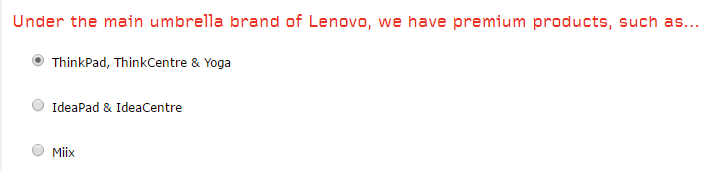 Under the main umbrella brand of Lenovo, we have premium products, such as...
ThinkPad, ThinkCentre & Yoga
IdeaPad & IdeaCentre
Miix